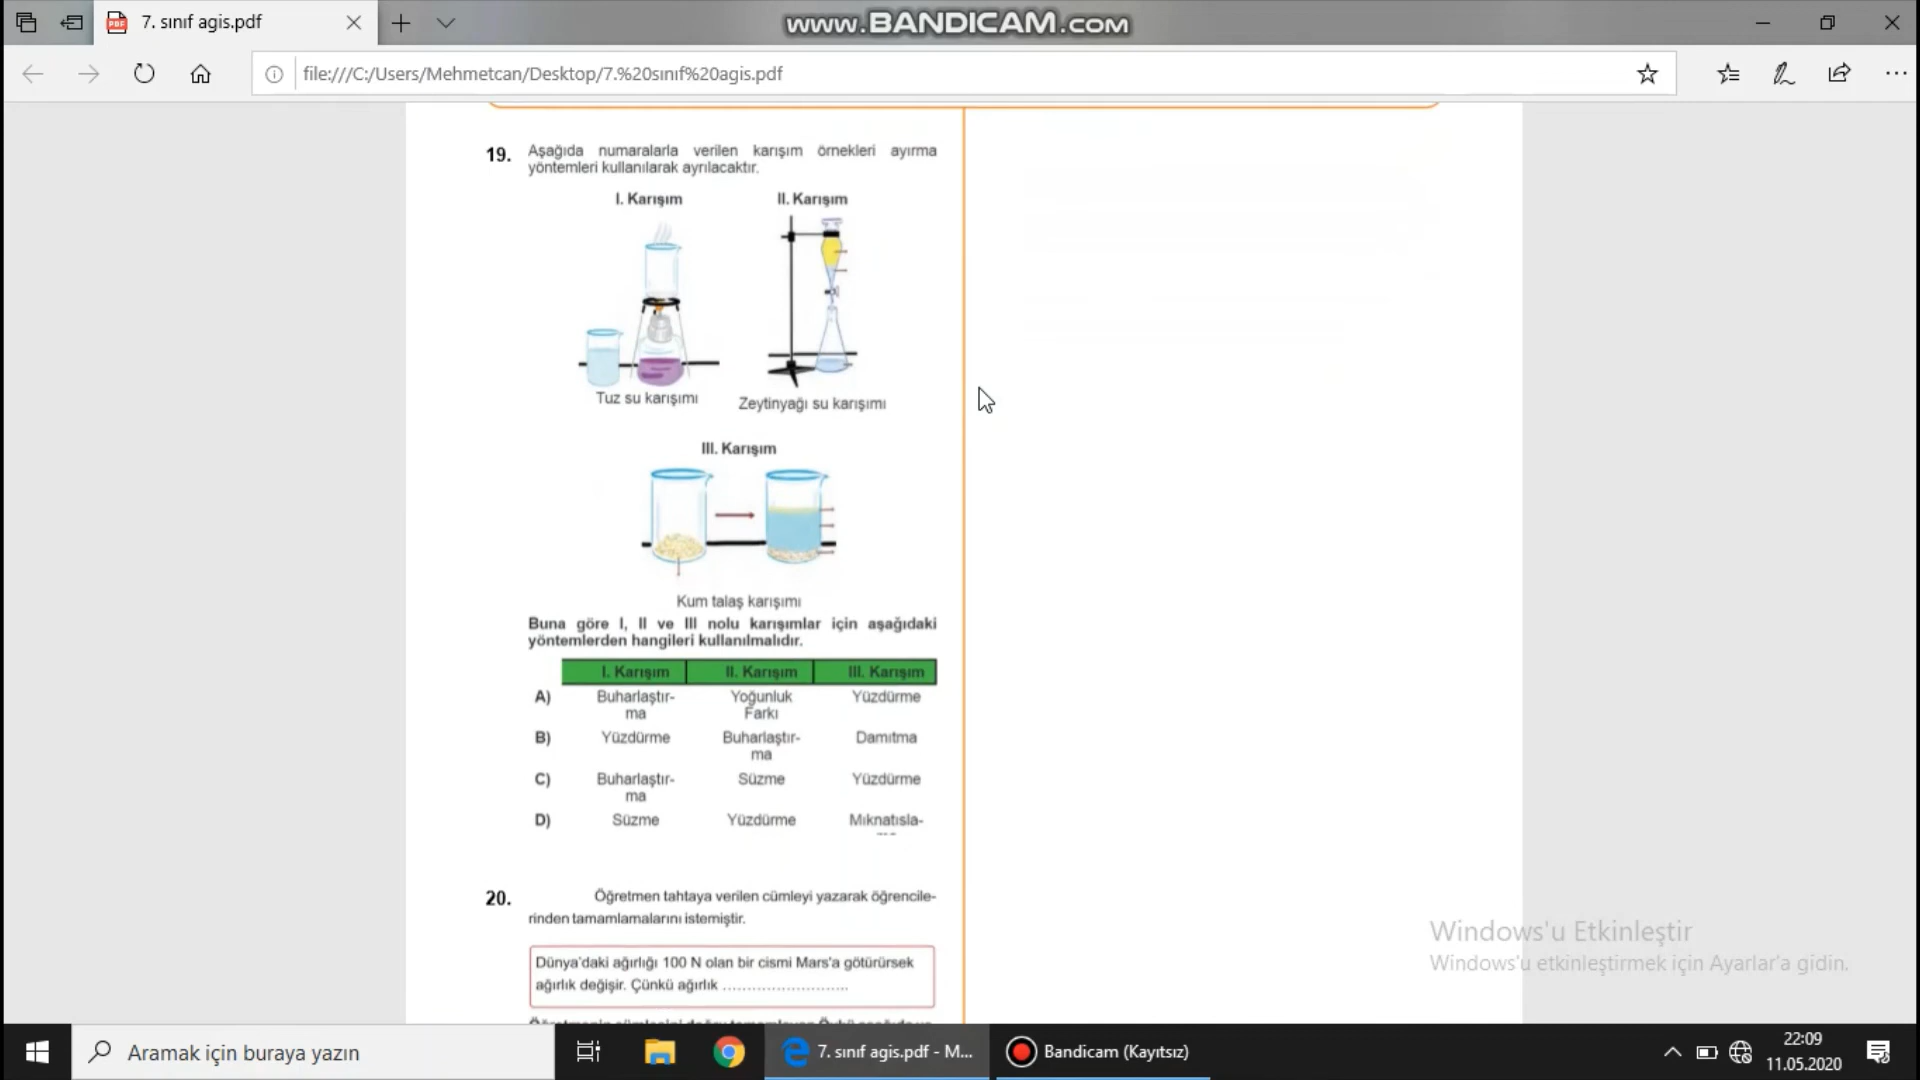 7. sınıf agis.pdf
www.BANDICAM.com
file:///C:/Users/Mehmetcan/Desktop/7.%20sınıf%20agis.pdf
19. Aşağıda numaralarla verilen karışım örnekleri ayırma
yöntemleri kullanılarak ayrılacaktır.
I. Karışım II. Karışım
Tuz su karışımı Zeytinyağı su karışımı
III. Karışım
Kum talaş karışımı
Buna göre I, II ve III nolu karışımlar için aşağıdaki
yöntemlerden hangileri kullanılmalıdır.
I. Karışım II. Karışım III. Karışım
A) Buharlaştır-
ma Yoğunluk
Farkı Yüzdürme
B) Yüzdürme Buharlaştır-
ma Damıtma
C) Buharlaştır-
ma Süzme Yüzdürme
D) Süzme Yüzdürme Mıknatısla-
20. Öğretmen tahtaya verilen cümleyi yazarak öğrencile-
rinden tamamlamalarını istemiştir.
Dünya'daki ağırlığı 100 N olan bir cismi Mars'a götürürsek
ağırlık değişir. Çünkü ağırlık ..........................
Windows'u Etkinleştir
Windows'u etkinleştirmek için Ayarlar'a gidin.
Aramak için buraya yazın
7. sınıf agis.pdf - M...
Bandicam (Kayıtsız)
22:09
11.05.2020